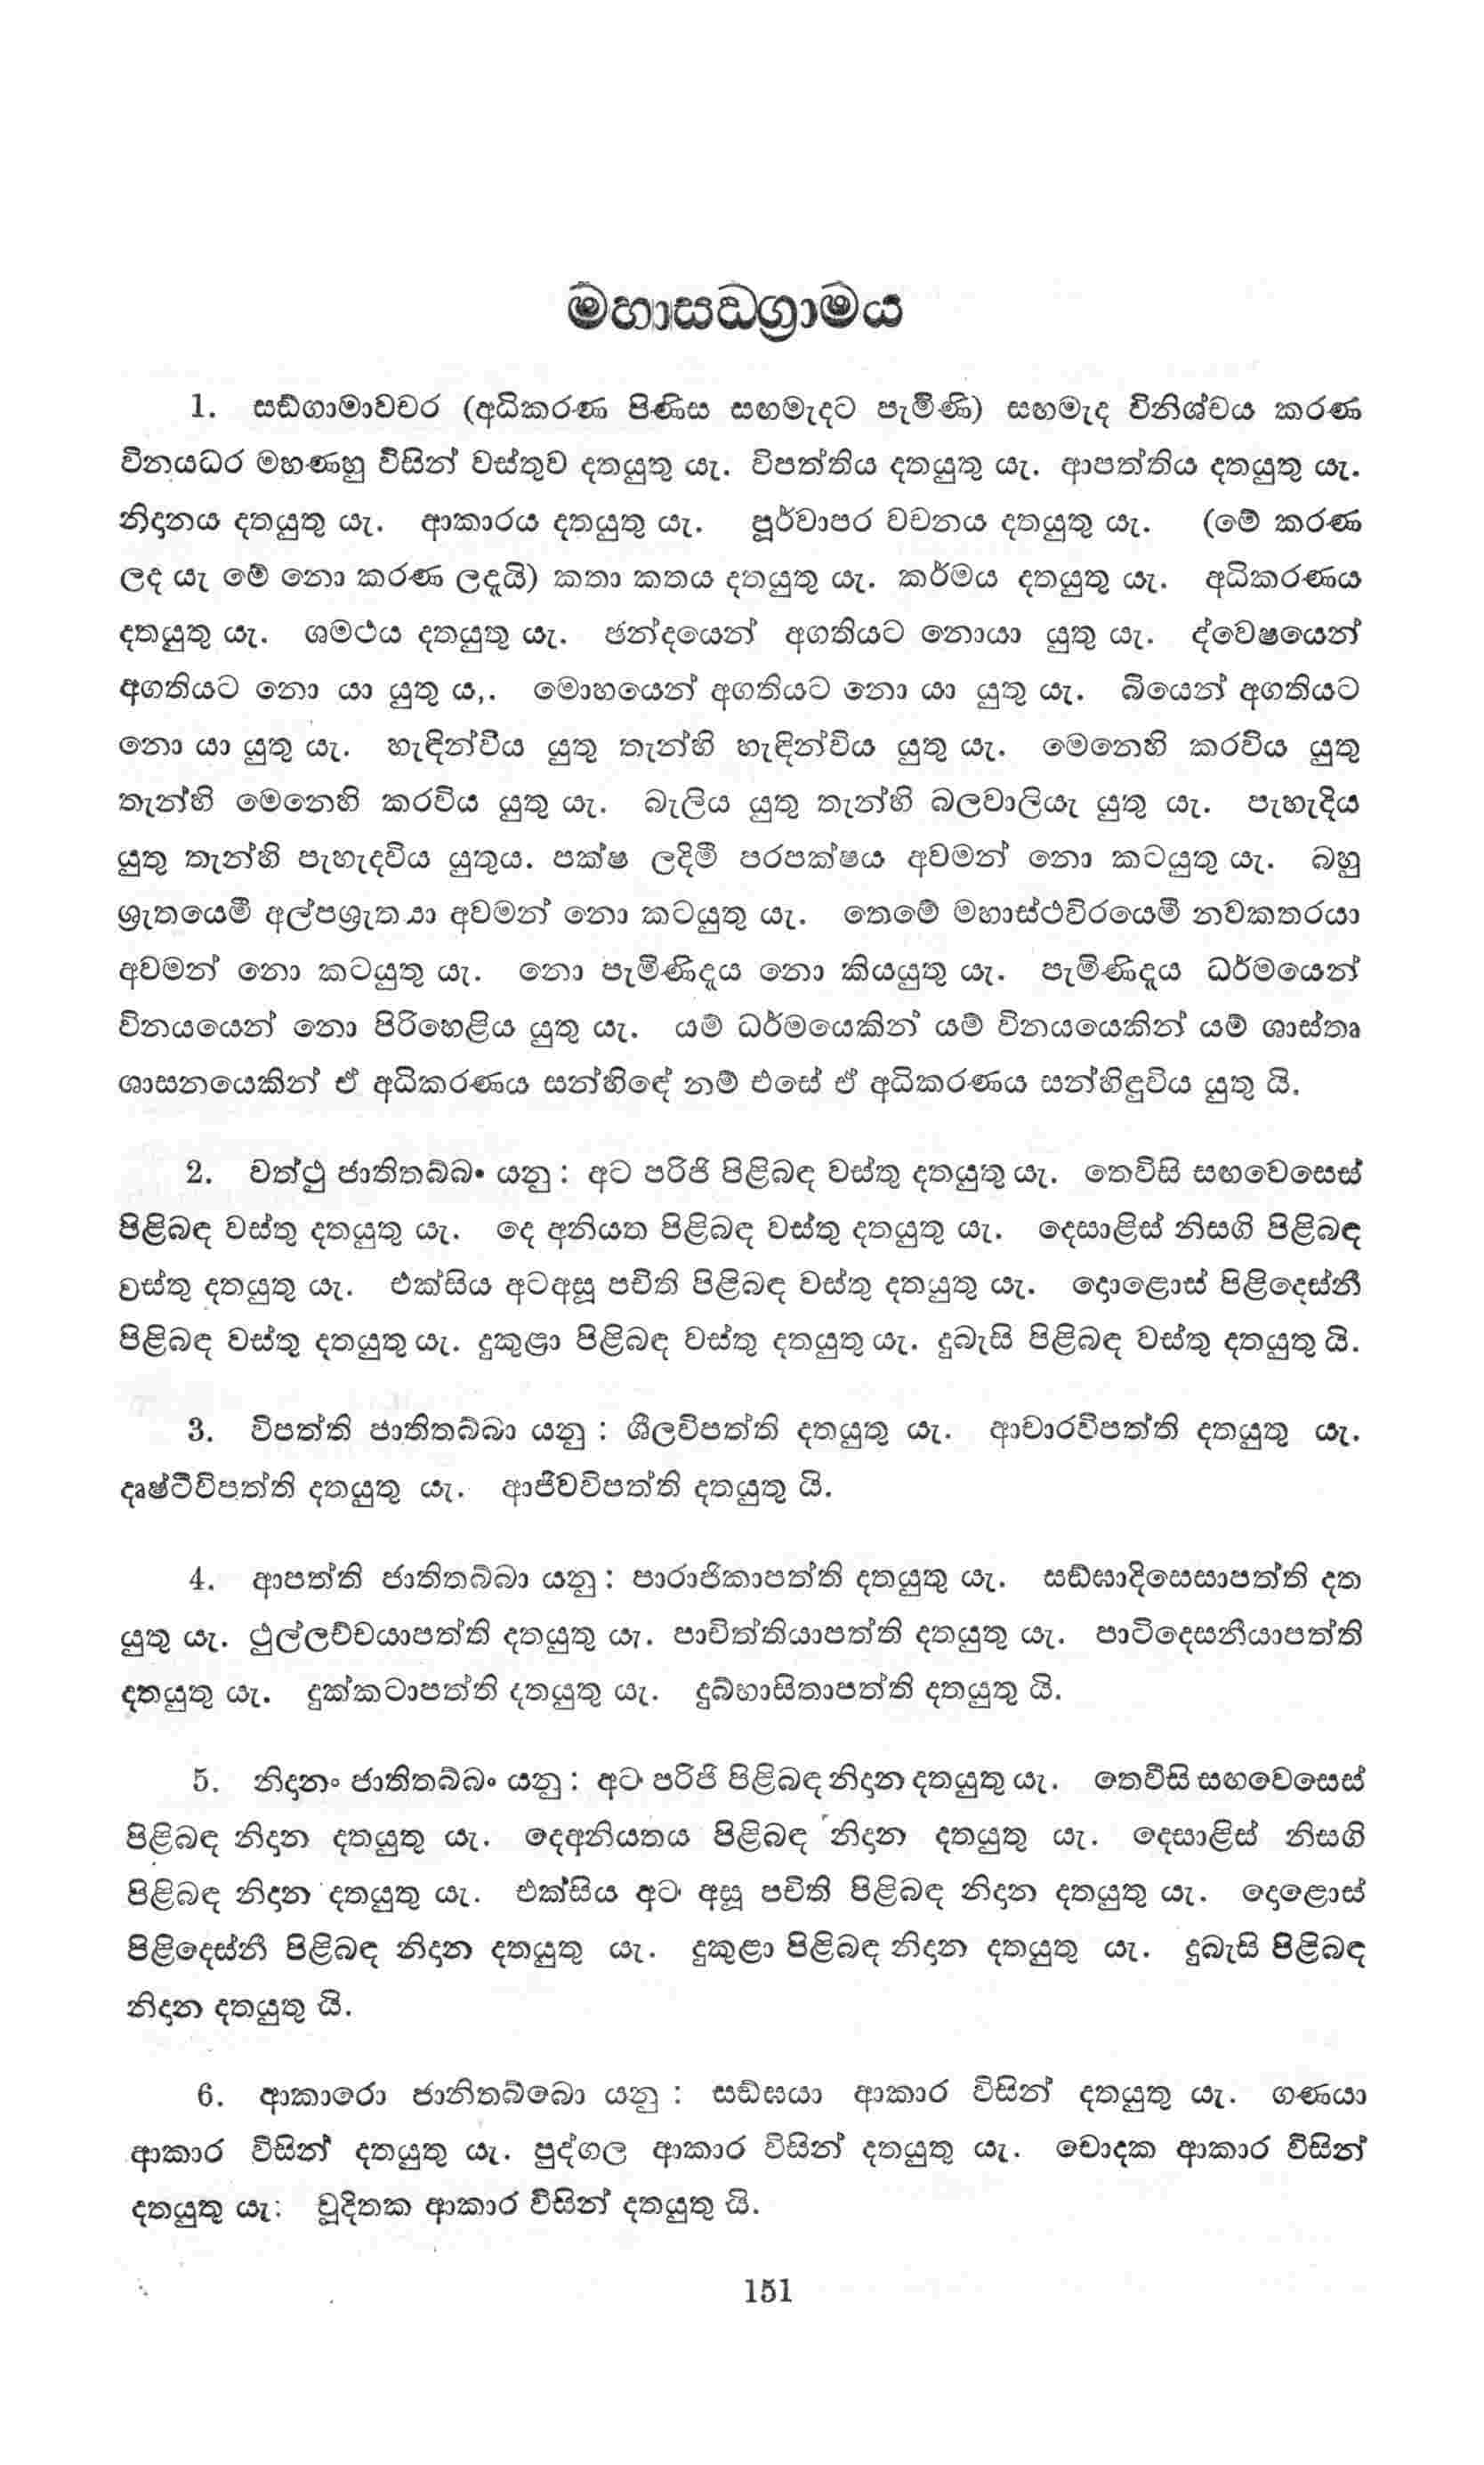 මහාසඞග්‍රාමය
1. සඞ්ගාමාවචර (අධිකරණ පිණිස සඟමැදට පැමිණි) සඟමැද විනිශ්චය කරණ
විනයධර මහණහු විසින් වස්තුව දතයුතු යැ. විපත්තිය දතයුතු යැ. ආපත්තිය දතයුතු යැ.
නිදානය දතයුතු යැ. ආකාරය දතයුතු යැ. පූර්වාපර වචනය දතයුතු යැ. (මේ කරණ
ලද යැ මේ නො කරණ ලදැයි) කතා කතය දතයුතු යැ. කර්මය දතයුතු යැ. අධිකරණය
දතයුතු යැ. ශමථය දතයුතු යැ. ඡන්දයෙන් අගතියට නොයා යුතු යැ. ද්වෙෂයෙන්
අගතියට නො යා යුතු ය,. මොහයෙන් අගතියට නො යා යුතු යැ. බියෙන් අගතියට
නො යා යුතු යැ. හැඳින්විය යුතු තැන්හි හැඳින්විය යුතු යැ. මෙනෙහි කරවිය යුතු
තැන්හි මෙනෙහි කරවිය යුතු යැ. බැලිය යුතු තැන්හි බලවාලියැ යුතු යැ. පැහැදිය
යුතු තැන්හි පැහැදවිය යුතුය. පක්ෂ ලදිමි පරපක්ෂය අවමන් නො කටයුතු යැ. බහු
ශ්‍රැතයෙමි අල්පශ්‍රැතයා අවමන් නො කටයුතු යැ. තෙමේ මහාස්ථවිරයෙමි නවකතරයා
අවමන් නො කටයුතු යැ. නො පැමිණිදැය නො කියයුතු යැ. පැමිණිදැය ධර්මයෙන්
විනයයෙන් නො පිරිහෙළිය යුතු යැ. යම් ධර්මයෙකින් යම් විනයයෙකින් යම් ශාස්තෘ
ශාසනයෙකින් ඒ අධිකරණය සන්හිඳේ නම් එසේ ඒ අධිකරණය සන්හිඳුවිය යුතු යි.
2. වත්ථු ජානිතබ්බං යනු : අට පරිජි පිළිබඳ වස්තු දතයුතු යැ. තෙවිසි සඟවෙසෙස්
පිළිබඳ වස්තු දතයුතු යැ. දෙ අනියත පිළිබඳ වස්තු දතයුතු යැ. දෙසාළිස් නිසගි පිළිබඳ
වස්තු දතයුතු යැ. එක්සිය අටඅසූ පචිති පිළිබඳ වස්තු දතයුතු යැ. දොළොස් පිළිදෙස්නි
පිළිබඳ වස්තු දතයුතු යැ. දුකුළා පිළිබඳ වස්තු දතයුතු යැ. දුබැසි පිළිබඳ වස්තු දතයුතු යි.
3. විපත්ති ජානිතබ්බා යනු : ශීලවිපත්ති දතයුතු යැ. ආචාරවිපත්ති දතයුතු යැ.
දෘෂ්ටිවිපත්ති දතයුතු යැ. ආජීවවිපත්ති දතයුතු යි.
4. ආපත්ති ජානිතබ්බා යනු : පාරාජිකාපත්ති දතයුතු යැ. සඞ්ඝාදිසෙසාපත්ති දත
යුතු යැ. ථුල්ලච්චයාපත්ති දතයුතු යැ. පාචිත්තියාපත්ති දතයුතු යැ. පාටිදෙසනීයාපත්ති
දතයුතු යැ. දුක්කටාපත්ති දතයුතු යැ. දුබ්භාසිතාපත්ති දතයුතු යි.
5. නිදානං ජානිතබ්බං යනු : අට පරිජි පිළිබඳ නිදාන දතයුතු යැ. තෙවිසි සඟවෙසෙස්
පිළිබඳ නිදාන දතයුතු යැ. දෙඅනියතය පිළිබඳ නිදාන දතයුතු යැ. දෙසාළිස් නිසගි
පිළිබඳ නිදාන දතයුතු යැ. එක්සිය අට අසූ පචිති පිළිබඳ නිදාන දතයුතු යැ. දොළොස්
පිළිදෙස්නි පිළිබඳ නිදාන දතයුතු යැ. දුකුළා පිළිබඳ නිදාන දතයුතු යැ. දුබැසි පිළිබඳ
නිදාන දතයුතු යි.
6. ආකාරො ජානිතබ්බො යනු : සඞ්ඝයා ආකාර විසින් දතයුතු යැ. ගණයා
ආකාර විසින් දතයුතු යැ. පුද්ගල ආකාර විසින් දතයුතු යැ. චොදක ආකාර විසින්
දතයුතු යැ: චූදිතක ආකාර විසින් දතයුතු යි.
151